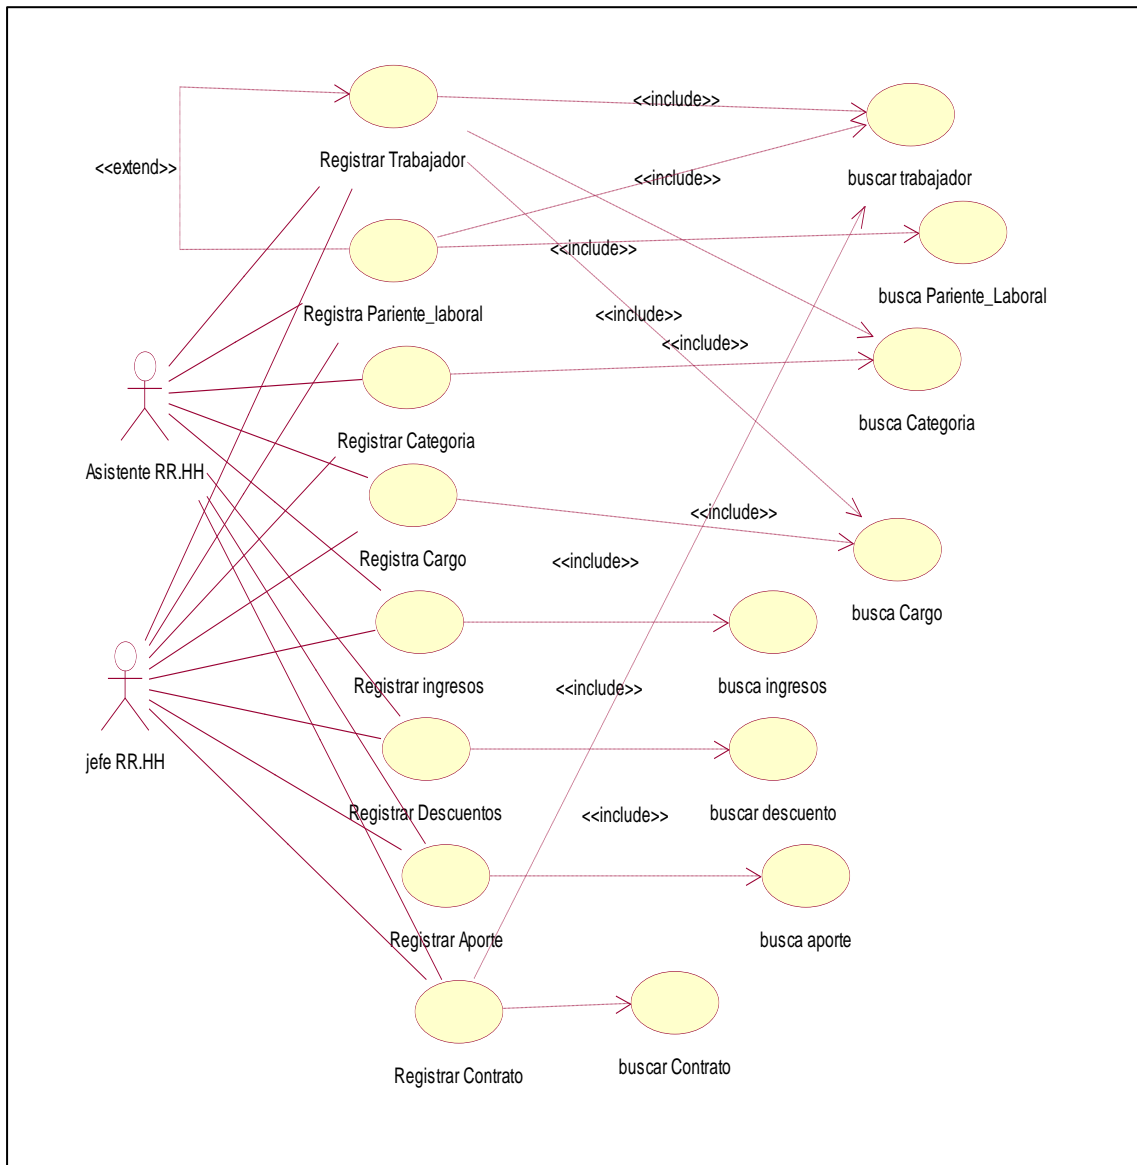 <<include>>
Registrar Trabajador
<<extend>>
<<include>>
buscar trabajador
<<include>>
busca Pariente_Laboral
Registra Pariente_laboral
<<include>>
<<include>>
busca Categoria
Registrar Categoria
Asistente RR.HH
<<include>>
Registra Cargo
<<include>>
busca Cargo
Registrar ingresos
<<include>>
busca ingresos
jefe RR.HH
Registrar Descuentos
<<include>>
buscar descuento
Registrar Aporte
busca aporte
Registrar Contrato
buscar Contrato